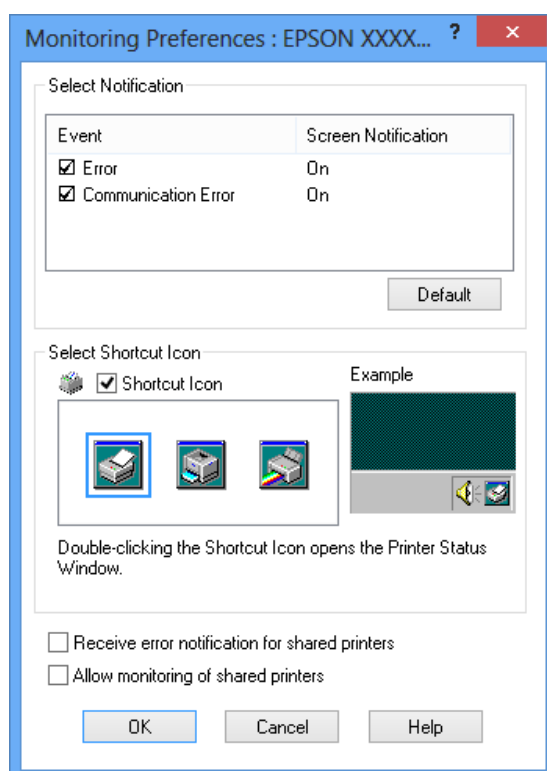 Monitoring Preferences : EPSON XXXX... ?
Select Notification
Event Screen Notification
Error On
Communication Error On
Default
Select Shortcut Icon
Shortcut Icon
Example
Double-clicking the Shortcut Icon opens the Printer Status
Window.
Receive error notification for shared printers
Allow monitoring of shared printers
OK Cancel Help